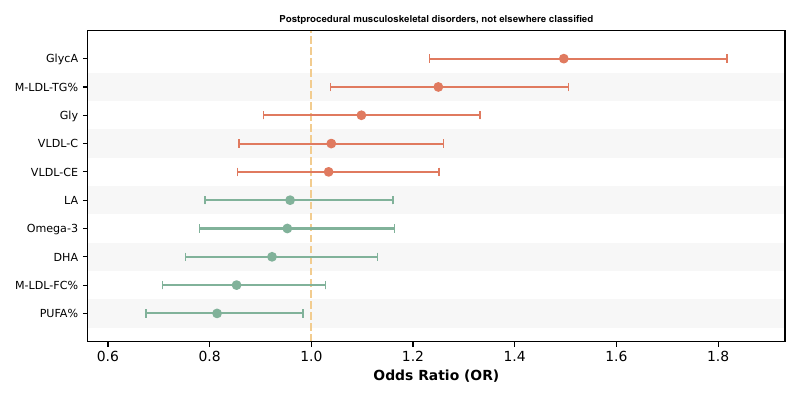 Postprocedural musculoskeletal disorders, not elsewhere classified
GlycA
M-LDL-TG%
Gly
VLDL-C
VLDL-CE
LA
Omega-3
DHA
M-LDL-FC%
PUFA%
0.6 0.8 1.0 1.2 1.4 1.6 1.8
Odds Ratio (OR)